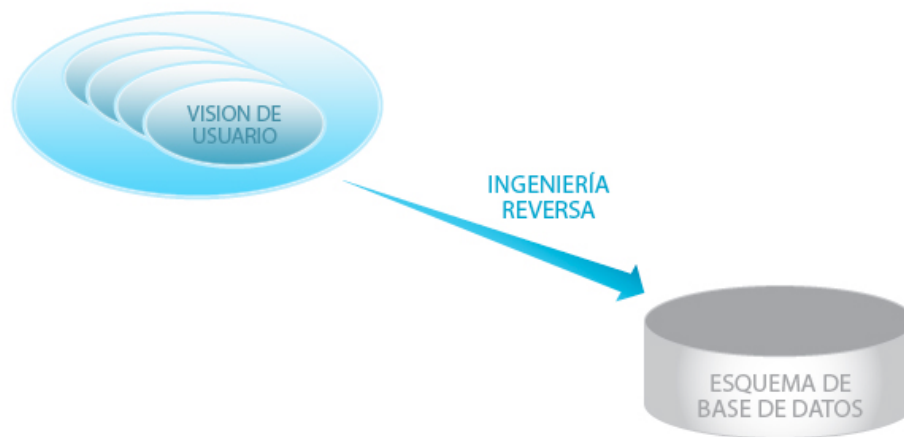 VISION DE
USUARIO
INGENIERÍA
REVERSA
ESQUEMA DE
BASE DE DATOS